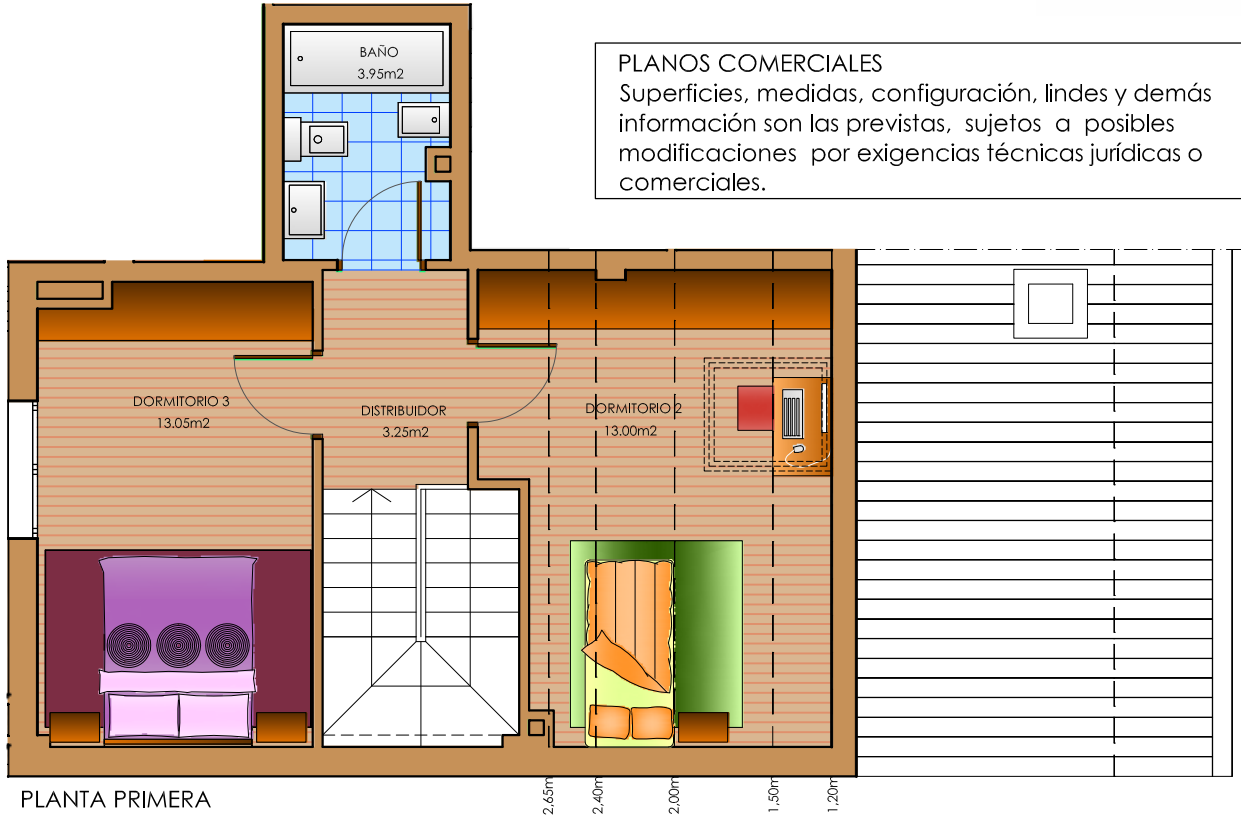 BAÑO
3.95m2
PLANOS COMERCIALES
Superficies, medidas, configuración, lindes y demás
información son las previstas, sujetos a posibles
modificaciones por exigencias técnicas jurídicas o
comerciales.
DORMITORIO 3
13.05m2
DISTRIBUIDOR
3.25m2
DORMITORIO 2
13.00m2
2,65m
2,40m
2,00m
1,50m
1,20m
PLANTA PRIMERA